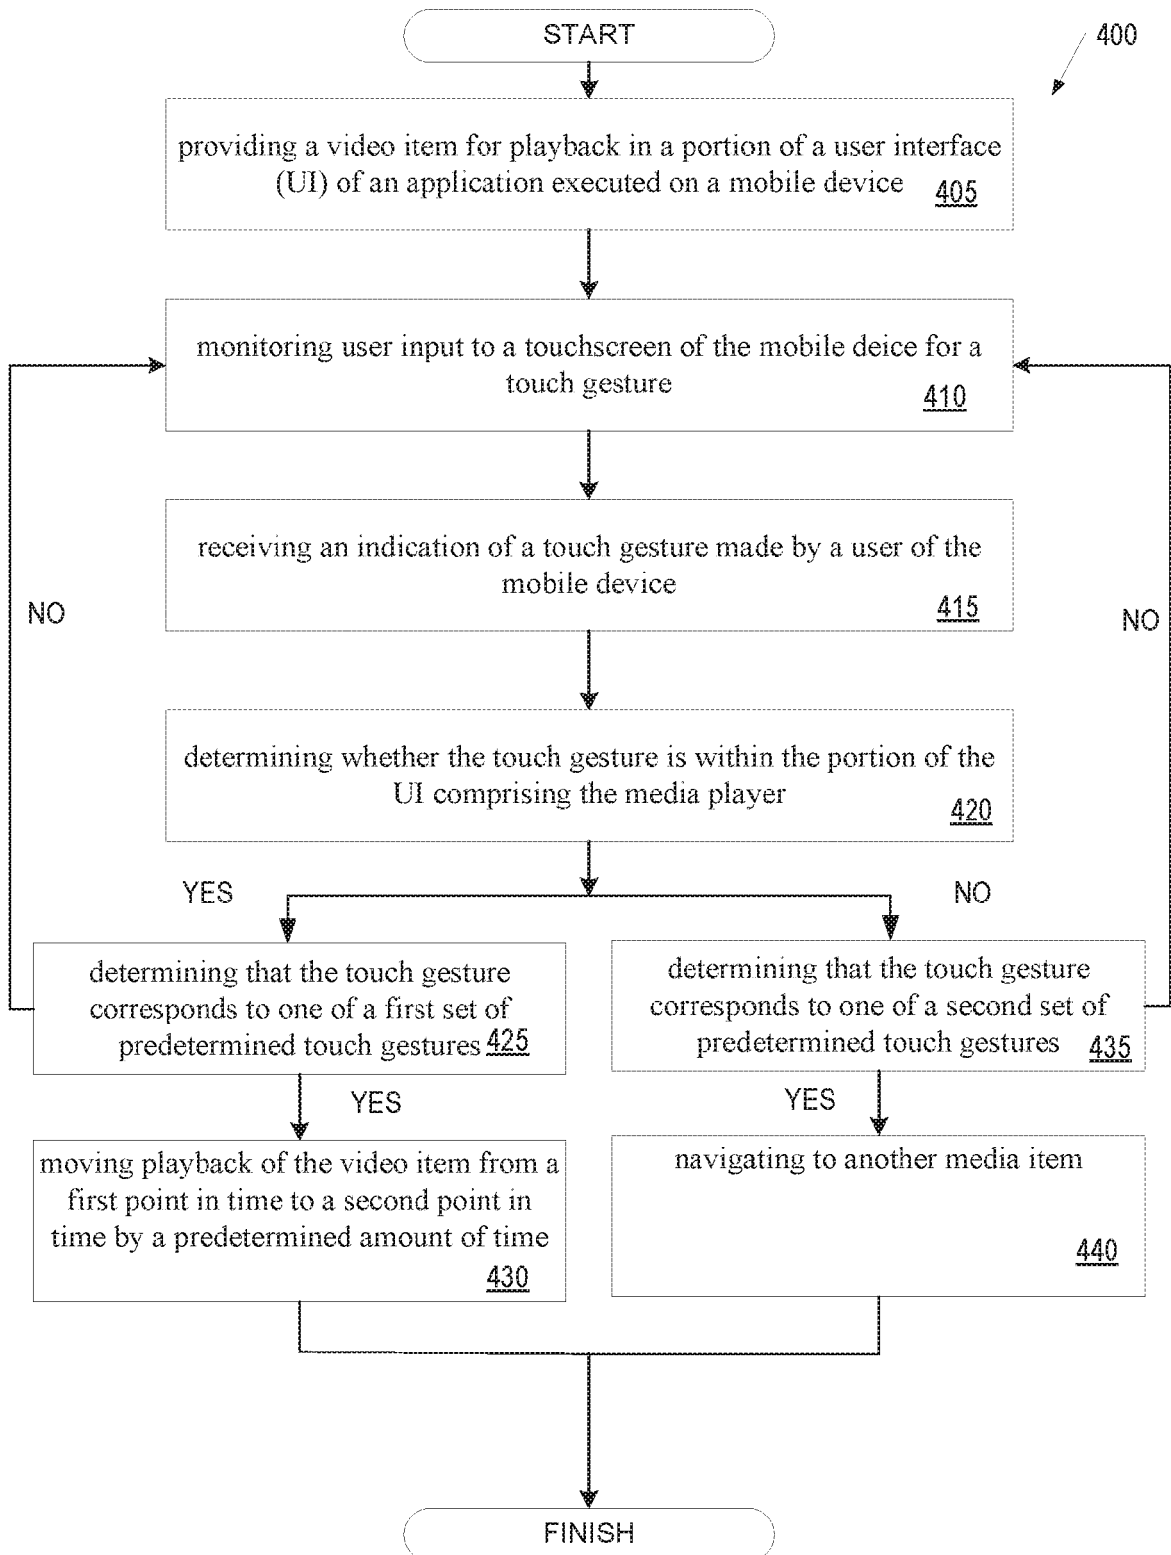 START
400
providing a video item for playback in a portion of a user interface
(UI) of an application executed on a mobile device
405
monitoring user input to a touchscreen of the mobile deice for a
touch gesture
410
receiving an indication of a touch gesture made by a user of the
mobile device
415
NO
NO
determining whether the touch gesture is within the portion of the
UI comprising the media player
420
YES
NO
determining that the touch gesture
corresponds to one of a first set of
predetermined touch gestures 425
determining that the touch gesture
corresponds to one of a second set of
predetermined touch gestures 435
YES
YES
moving playback of the video item from a
first point in time to a second point in
time by a predetermined amount of time
430
navigating to another media item
440
FINISH